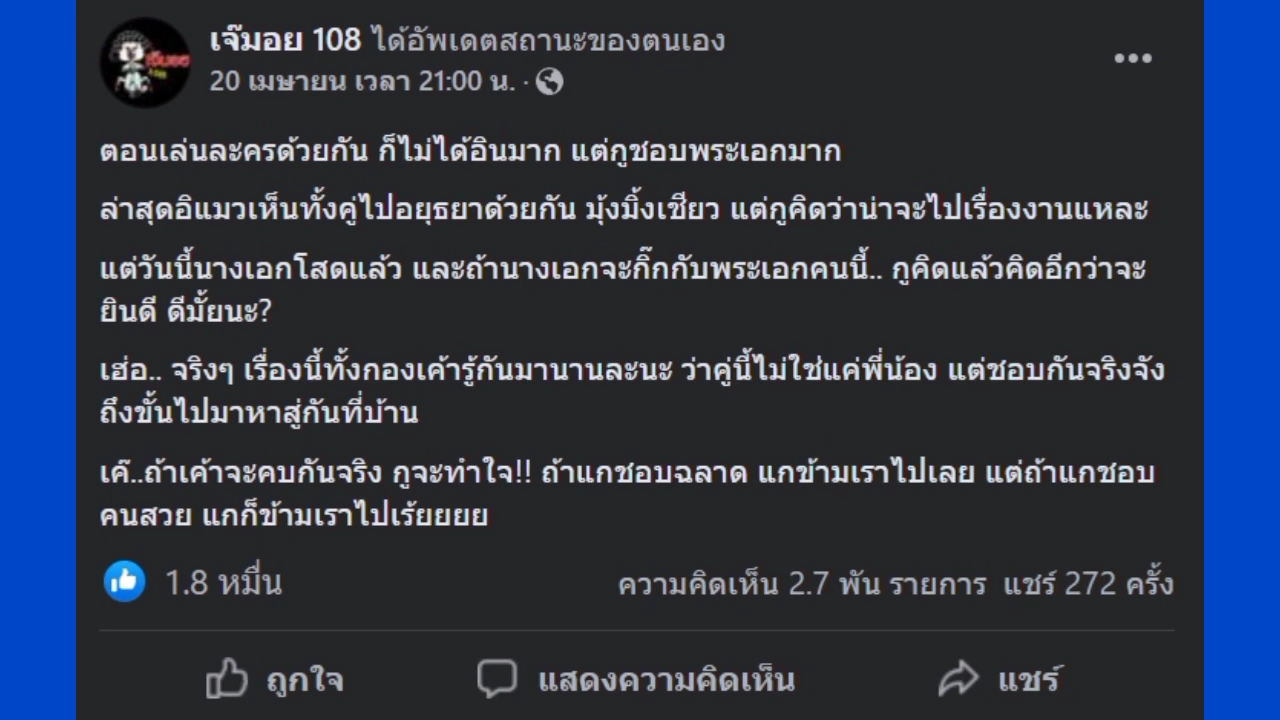 เจ๊มอย 108 ได้อัพเดตสถานะของตนเอง
20 เมษายน เวลา 21:00 น. ·
ตอนเล่นละครด้วยกัน ก็ไม่ได้อินมาก แต่กูชอบพระเอกมาก
ล่าสุดอิแมวเห็นทั้งคู่ไปอยุธยาด้วยกัน มุ้งมิ้งเชียว แต่กูคิดว่าน่าจะไปเรื่องงานแหละ
แต่วันนี้นางเอกโสดแล้ว และถ้านางเอกจะกิ๊กกับพระเอกคนนี้.. กูคิดแล้วคิดอีกว่าจะ
ยินดี ดีมั้ยนะ?
เฮ่อ.. จริงๆ เรื่องนี้ทั้งกองเค้ารู้กันมานานละนะ ว่าคู่นี้ไม่ใช่แค่พี่น้อง แต่ชอบกันจริงจัง
ถึงขั้นไปมาหาสู่กันที่บ้าน
เค๊..ถ้าเค้าจะคบกันจริง กูจะทำใจ!! ถ้าแกชอบฉลาด แกข้ามเราไปเลย แต่ถ้าแกชอบ
คนสวย แกก็ข้ามเราไปเร้ยยยย
1.8 หมื่น
ความคิดเห็น 2.7 พัน รายการ แชร์ 272 ครั้ง
ถูกใจ
แสดงความคิดเห็น
แชร์